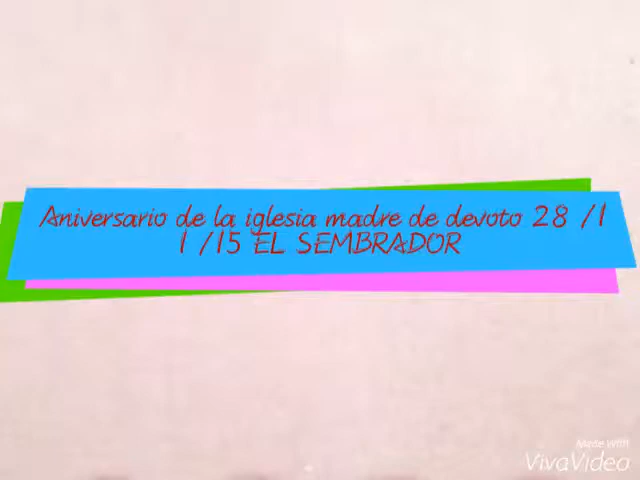 Aniversario de la iglesia madre de devoto 28 /1
1 /15 EL SEMBRADOR
Made With
VivaVideo